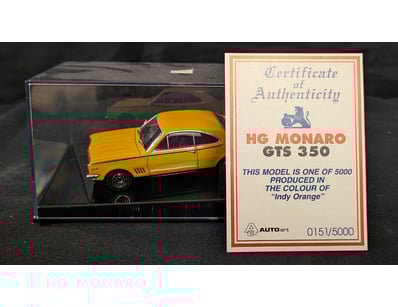 Certificate
of
Authenticity
HG MONARO
GTS 350
THIS MODEL IS ONE OF 5000
PRODUCED IN
THE COLOUR OF
"Indy Orange"
AUTOart
0151/5000
HG MONARO